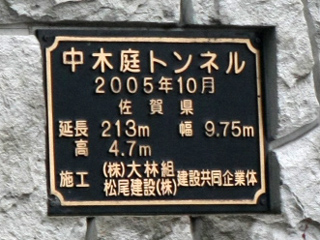 中木庭トンネル
2005年10月
佐賀県
延長 213m 幅 9.75m
高 4.7m
施工 (株)大林組 松尾建設(株) 建設共同企業体